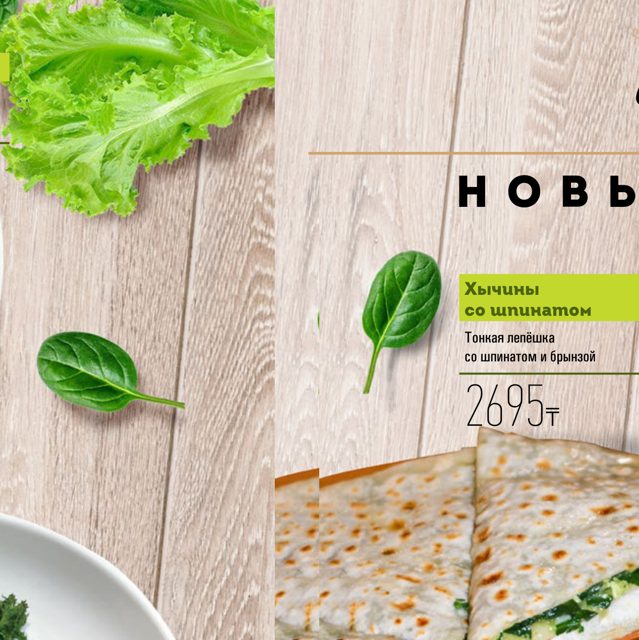 НОВЫ
Хычины
со шпинатом
Тонкая лепёшка
со шпинатом и брынзой
2695₸